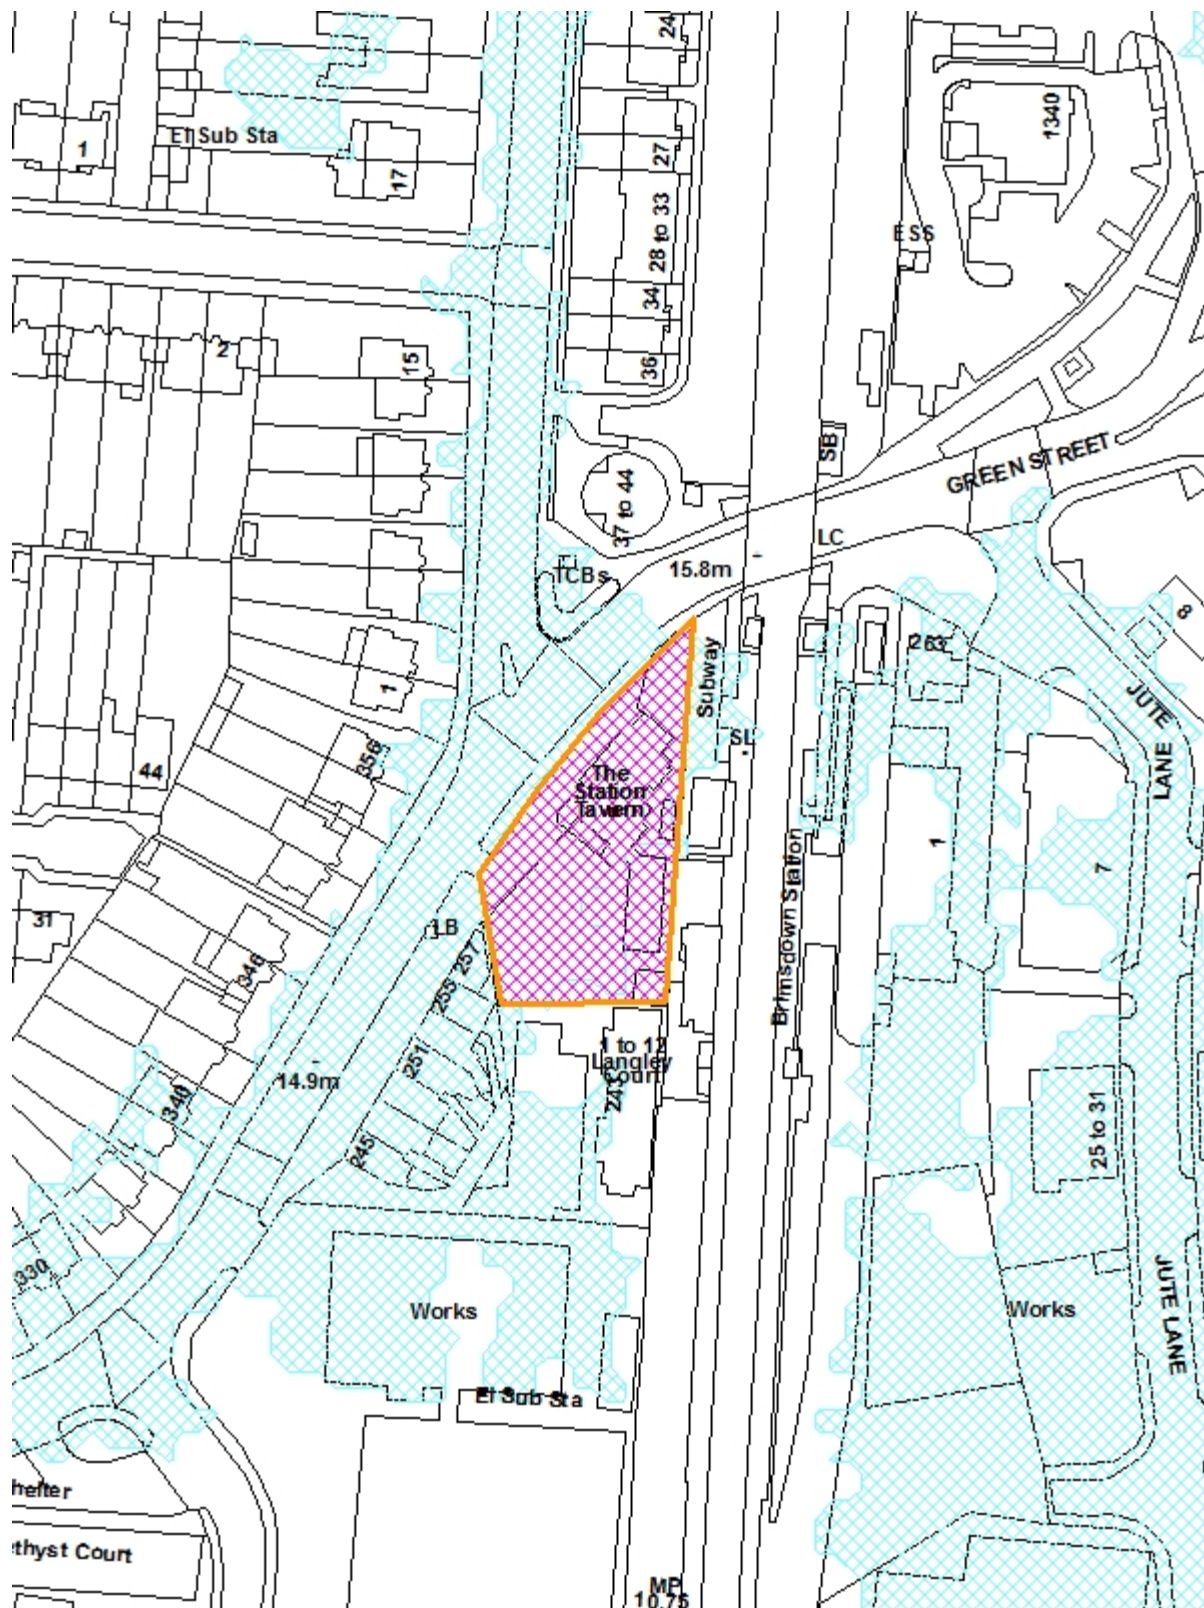 24
1340
1
El Sub Sta
27
17
28 to 33
ESS
34
2
15
36
SB
GREEN STREET
37 to 44
LC
TCBs
15.8m
8
263
Subway
1
JUTE
LANE
SL
356
44
The
Station
Tavern
1
7
Brimsdown Station
31
LB
257
346
255
1 to 12
Langley
Court
251
14.9m
243
340
25 to 31
245
330
Works
Works
JUTE LANE
El Sub Sta
helter
thyst Court
MP
10.75